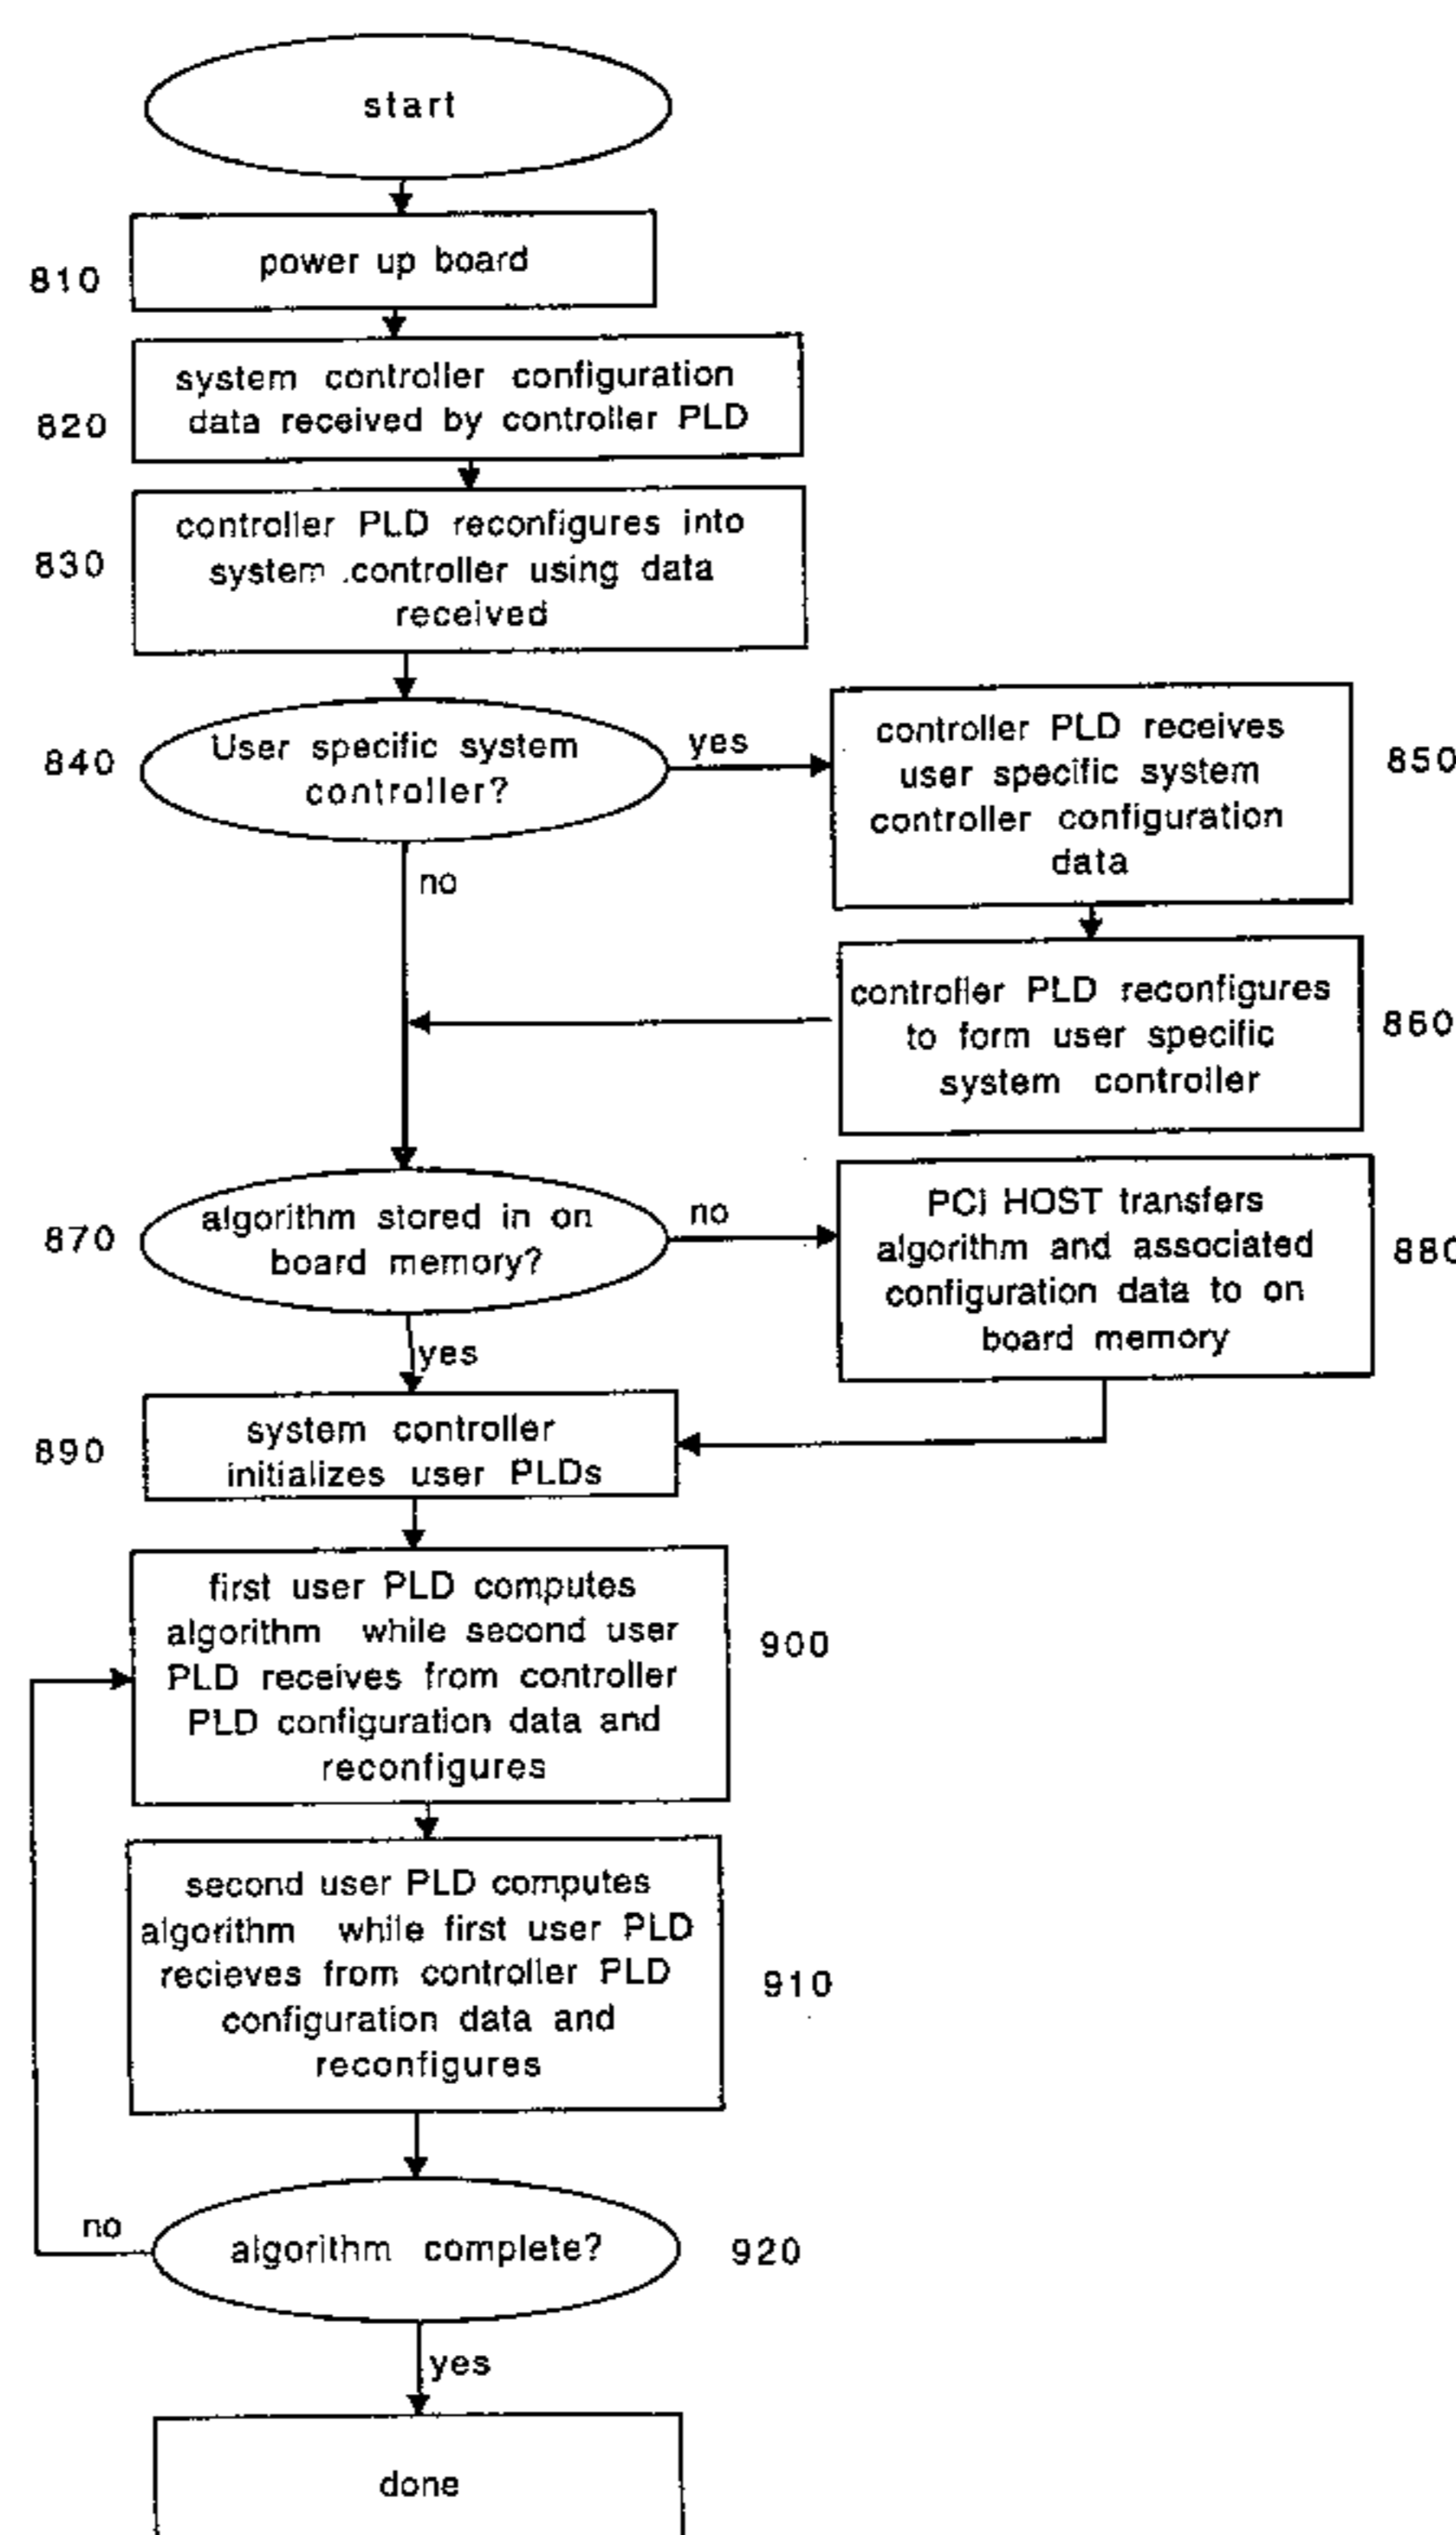 start
810
power up board
820
system controller configuration
data received by controller PLD
830
controller PLD reconfigures into
system .controller using data
received
840
User specific system
controller?
yes
no
850
controller PLD receives
user specific system
controller configuration
data
860
controller PLD reconfigures
to form user specific
system controller
870
algorithm stored in on
board memory?
no
yes
880
PCI HOST transfers
algorithm and associated
configuration data to on
board memory
890
system controller
initializes user PLDs
900
first user PLD computes
algorithm while second user
PLD receives from controller
PLD configuration data and
reconfigures
910
second user PLD computes
algorithm while first user PLD
recieves from controller PLD
configuration data and
reconfigures
920
no
algorithm complete?
yes
done